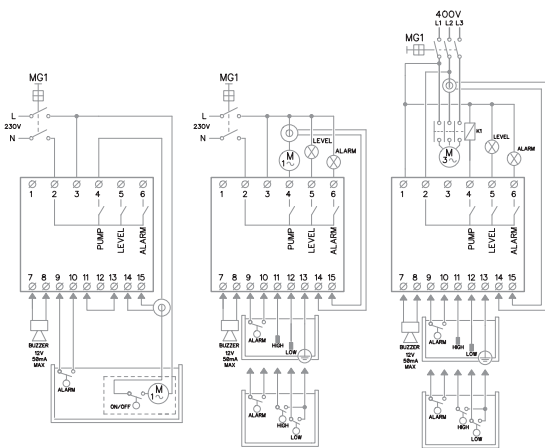 MG1
L
230V
N
1 2 3 4 5 6
PUMP
LEVEL
ALARM
7 8 9 10 11 12 13 14 15
BUZZER
12V
50mA
MAX
ALARM
ON/OFF
M
1~
MG1
L
230V
N
M
1~
LEVEL
ALARM
1 2 3 4 5 6
PUMP
LEVEL
ALARM
7 8 9 10 11 12 13 14 15
BUZZER
12V
50mA
MAX
ALARM
HIGH
LOW
ALARM
HIGH
LOW
400V
L1 L2 L3
MG1
K1
M
3~
LEVEL
ALARM
1 2 3 4 5 6
PUMP
LEVEL
ALARM
7 8 9 10 11 12 13 14 15
BUZZER
12V
50mA
MAX
ALARM
HIGH
LOW
ALARM
HIGH
LOW